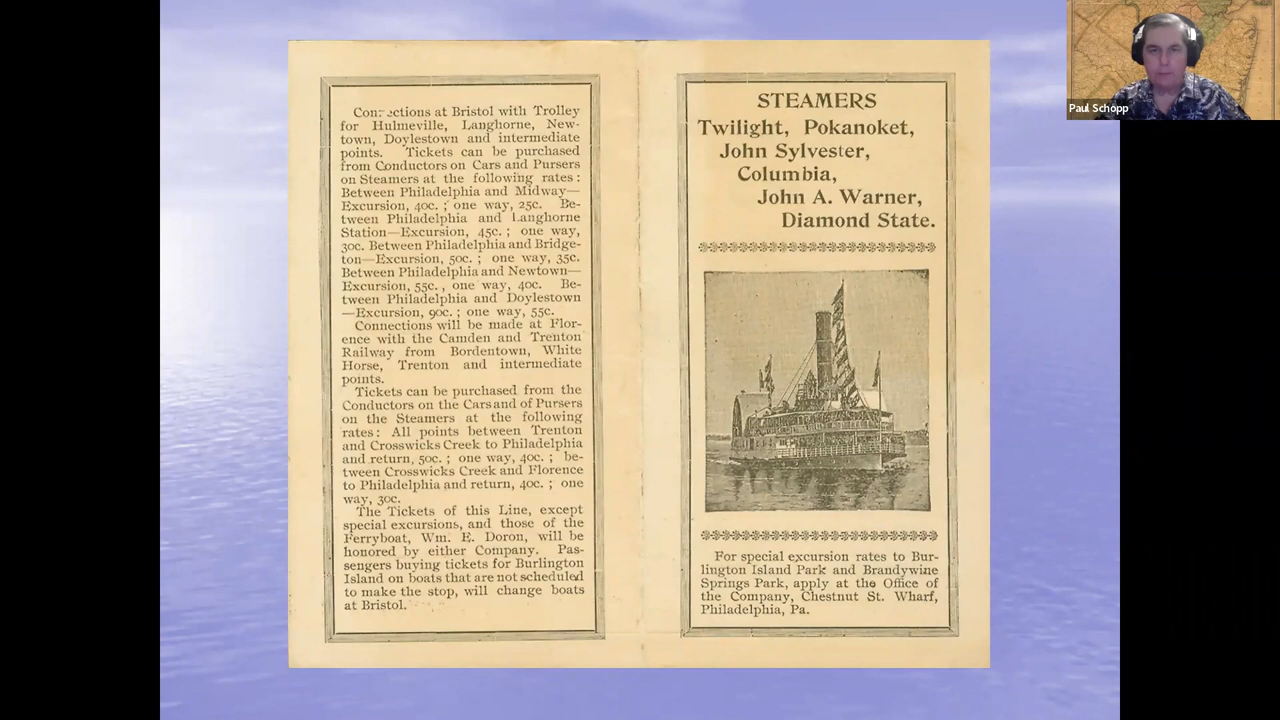 Connections at Bristol with Trolley
for Hulmeville, Langhorne, New-
town, Doylestown and intermediate
points. Tickets can be purchased
from Conductors on Cars and Pursers
on Steamers at the following rates:
Between Philadelphia and Midway—
Excursion, 40c. ; one way, 25c. Be-
tween Philadelphia and Langhorne
Station—Excursion, 45c. ; one way,
30c. Between Philadelphia and Bridge-
ton—Excursion, 50c. ; one way, 35c.
Between Philadelphia and Newtown—
Excursion, 55c. , one way, 40c. Be-
tween Philadelphia and Doylestown
—Excursion, 90c. ; one way, 55c.
Connections will be made at Flor-
ence with the Camden and Trenton
Railway from Bordentown, White
Horse, Trenton and intermediate
points.
Tickets can be purchased from the
Conductors on the Cars and of Pursers
on the Steamers at the following
rates: All points between Trenton
and Crosswicks Creek to Philadelphia
and return, 50c. ; one way, 40c. ; be-
tween Crosswicks Creek and Florence
to Philadelphia and return, 40c. ; one
way, 30c.
The Tickets of this Line, except
special excursions, and those of the
Ferryboat, Wm. E. Doron, will be
honored by either Company. Pas-
sengers buying tickets for Burlington
Island on boats that are not scheduled
to make the stop, will change boats
at Bristol.
STEAMERS
Twilight, Pokanoket,
John Sylvester,
Columbia,
John A. Warner,
Diamond State.
For special excursion rates to Bur-
lington Island Park and Brandywine
Springs Park, apply at the Office of
the Company, Chestnut St. Wharf,
Philadelphia, Pa.
Paul Schopp